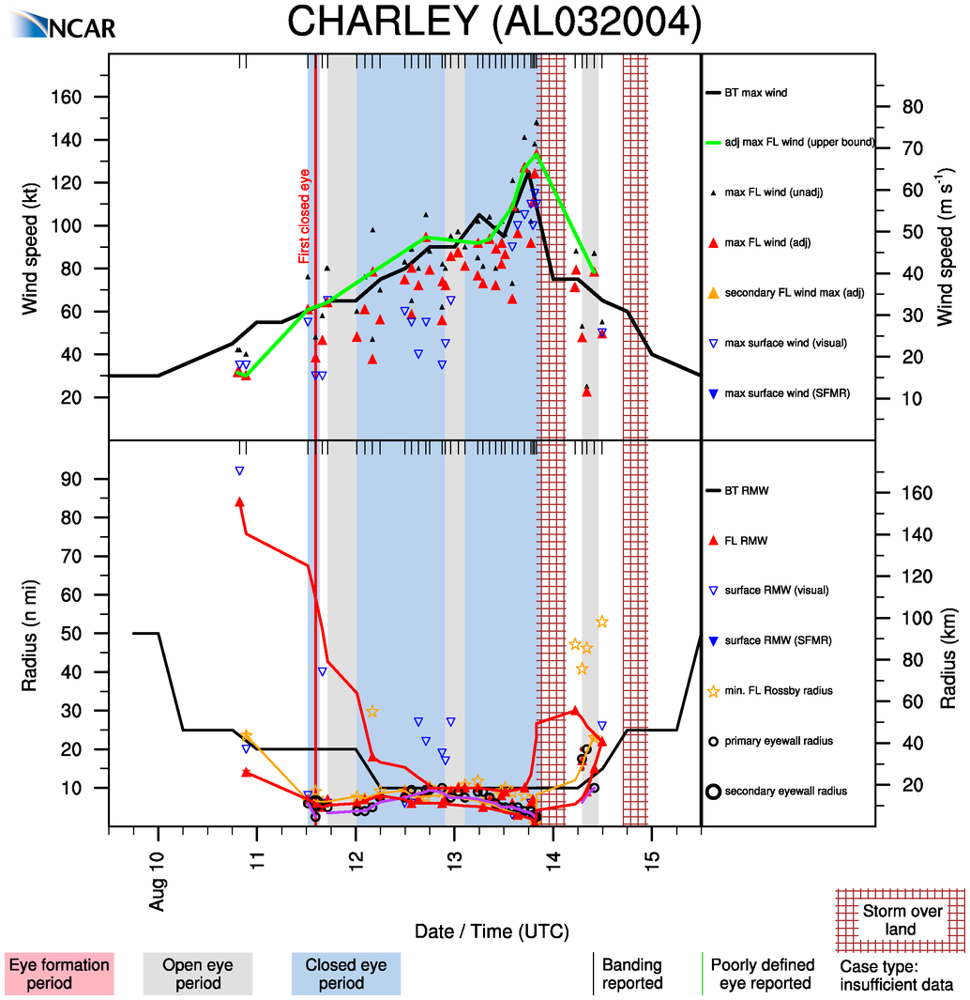 NCAR
CHARLEY (AL032004)
Wind speed (kt)
160
140
120
100
80
60
40
20
First closed eye
80
70
60
50
40
30
20
10
Wind speed (m s-1)
BT max wind
adj max FL wind (upper bound)
max FL wind (unadj)
max FL wind (adj)
secondary FL wind max (adj)
max surface wind (visual)
max surface wind (SFMR)
Radius (n mi)
90
80
70
60
50
40
30
20
10
160
140
120
100
80
60
40
20
Radius (km)
BT RMW
FL RMW
surface RMW (visual)
surface RMW (SFMR)
min. FL Rossby radius
primary eyewall radius
secondary eyewall radius
Aug 10
11
12
13
14
15
Date / Time (UTC)
Storm over
land
Eye formation
period
Open eye
period
Closed eye
period
Banding
reported
Poorly defined
eye reported
Case type:
insufficient data